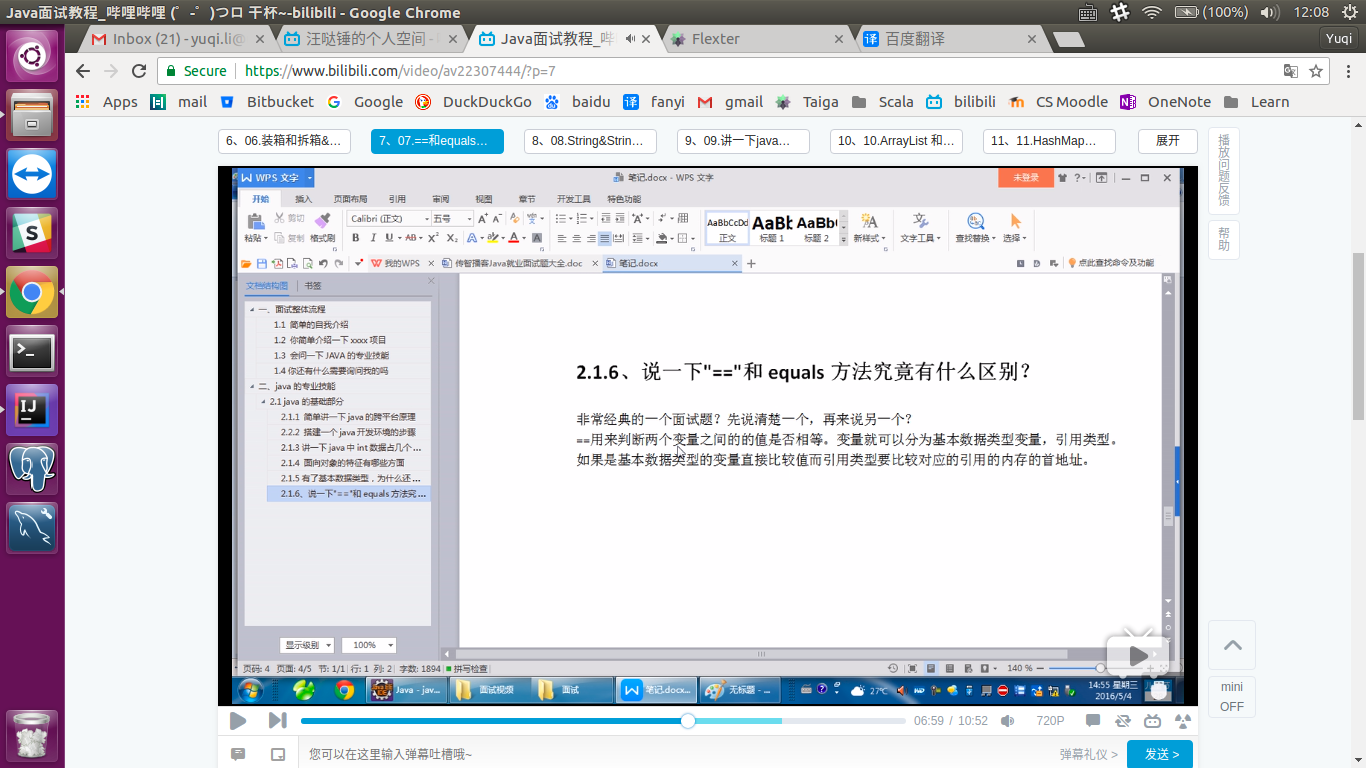 Java面试教程_哔哩哔哩 (゜-゜)つロ 干杯~-bilibili - Google Chrome
(100%)
12:08
Inbox (21) - yuqi.li@
汪哒锤的个人空间 -
Java面试教程_哔
Flexter
百度翻译
Yuqi
Secure
https://www.bilibili.com/video/av22307444/?p=7
Apps
mail
Bitbucket
Google
DuckDuckGo
baidu
fanyi
gmail
Taiga
Scala
bilibili
CS Moodle
OneNote
Learn
6、06.装箱和拆箱&...
7、07.==和equals...
8、08.String&Strin...
9、09.讲一下java...
10、10.ArrayList 和...
11、11.HashMap...
展开
播放问题反馈
帮助
WPS 文字
笔记.docx - WPS 文字
未登录
开始
插入
页面布局
引用
审阅
视图
章节
开发工具
特色功能
粘贴
剪切
复制
格式刷
Calibri (正文)
五号
AaBbCcDd
正文
AaBb
标题 1
AaBb(
标题 2
新样式
文字工具
查找替换
选择
我的WPS
传智播客Java就业面试题大全.doc
笔记.docx
点此查找命令及功能
文档结构图
书签
一、面试整体流程
1.1 简单的自我介绍
1.2 你简单介绍一下 xxxx 项目
1.3 会问一下 JAVA 的专业技能
1.4 你还有什么需要询问我的吗
二、java 的专业技能
2.1 java 的基础部分
2.1.1 简单讲一下 java 的跨平台原理
2.2.2 搭建一个 java 开发环境的步骤
2.1.3 讲一下 java 中 int 数据占几个 ...
2.1.4 面向对象的特征有哪些方面
2.1.5 有了基本数据类型，为什么还 ...
2.1.6、说一下"=="和 equals 方法究 ...
2.1.6、说一下"=="和 equals 方法究竟有什么区别？
非常经典的一个面试题？先说清楚一个，再来说另一个？
==用来判断两个变量之间的的值是否相等。变量就可以分为基本数据类型变量，引用类型。
如果是基本数据类型的变量直接比较值而引用类型要比较对应的引用的内存的首地址。
显示级别
100%
页码: 4 页面: 4/5 节: 1/1 行: 1 列: 2 字数: 1894 拼写检查
140 %
Java - jav...
面试视频
面试
笔记.docx...
无标题 - ...
27℃
14:55 星期三
2016/5/4
06:59 / 10:52
720P
您可以在这里输入弹幕吐槽哦~
弹幕礼仪 >
发送 >
mini
OFF